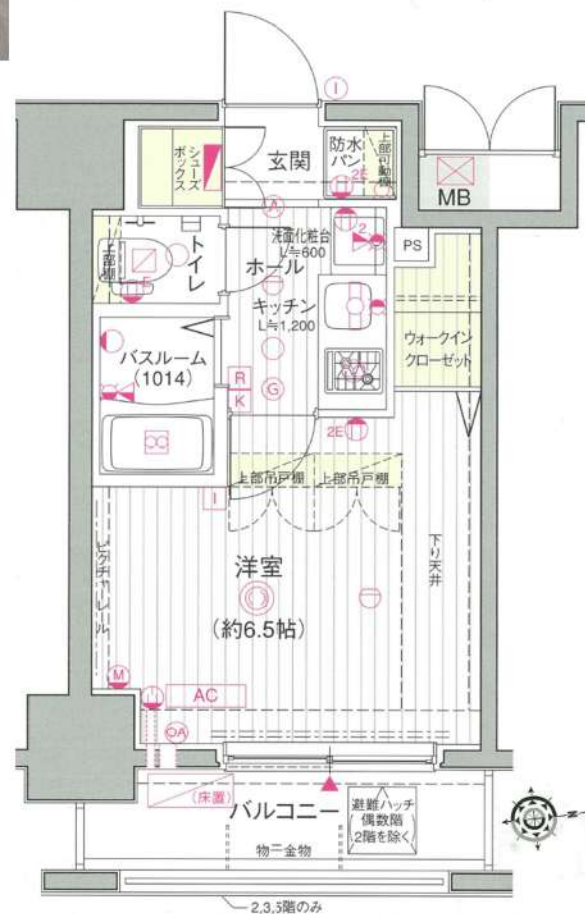 I
シューズ
ボックス
玄関
防水
パン
2E
上部可動棚
MB
A
上部棚
トイレ
E
洗面化粧台
L≒600
2
ホール
PS
キッチン
L≒1,200
ウォークイン
クローゼット
バスルーム
(1014)
R
K
G
2E
上部吊戸棚
上部吊戸棚
I
洋室
(約6.5帖)
下り天井
ピクチャーレール
M
AC
OA
(床置)
バルコニー
避難ハッチ
偶数階
2階を除く
物干金物
N
2,3,5階のみ